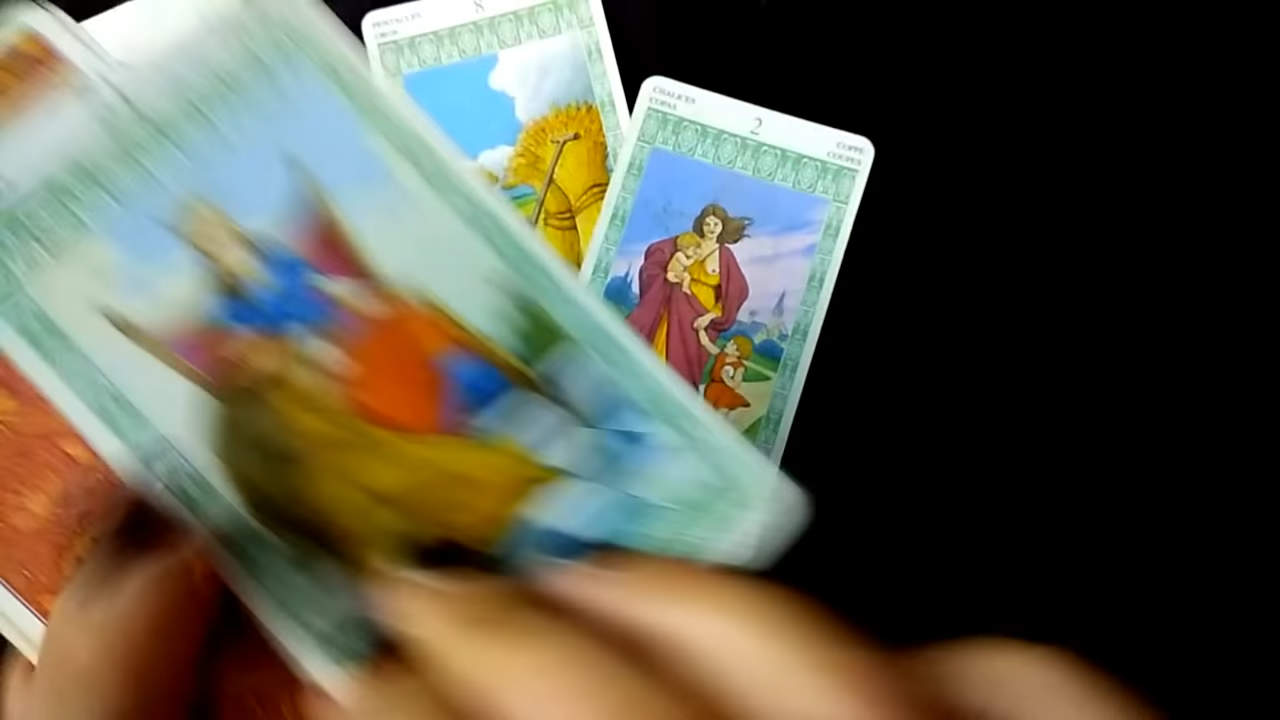 PENTACLES
OROS
8
CHALICES
COPAS
2
COPPE
COUPES